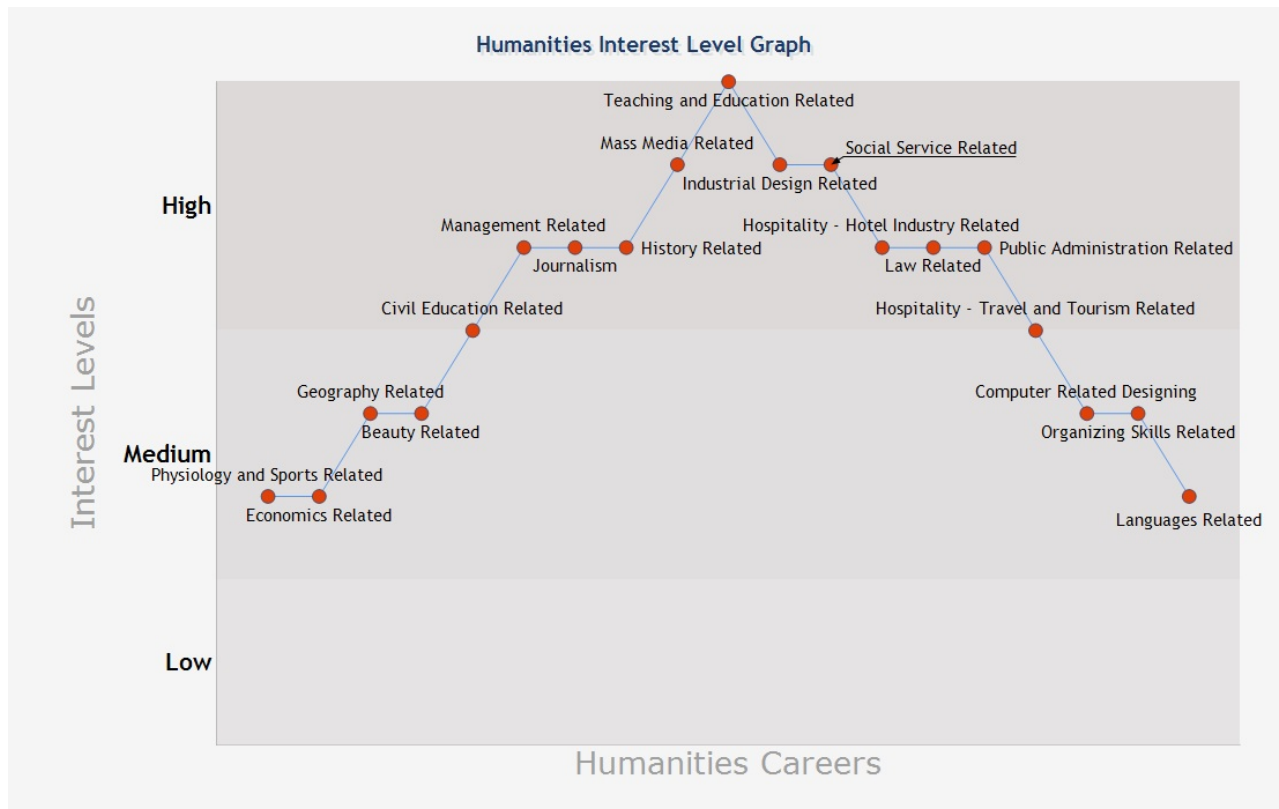 Humanities Interest Level Graph
Teaching and Education Related
Mass Media Related
Social Service Related
Industrial Design Related
High
Management Related
Hospitality - Hotel Industry Related
History Related
Public Administration Related
Journalism
Law Related
Civil Education Related
Hospitality - Travel and Tourism Related
Interest Levels
Geography Related
Computer Related Designing
Beauty Related
Organizing Skills Related
Medium
Physiology and Sports Related
Economics Related
Languages Related
Low
Humanities Careers